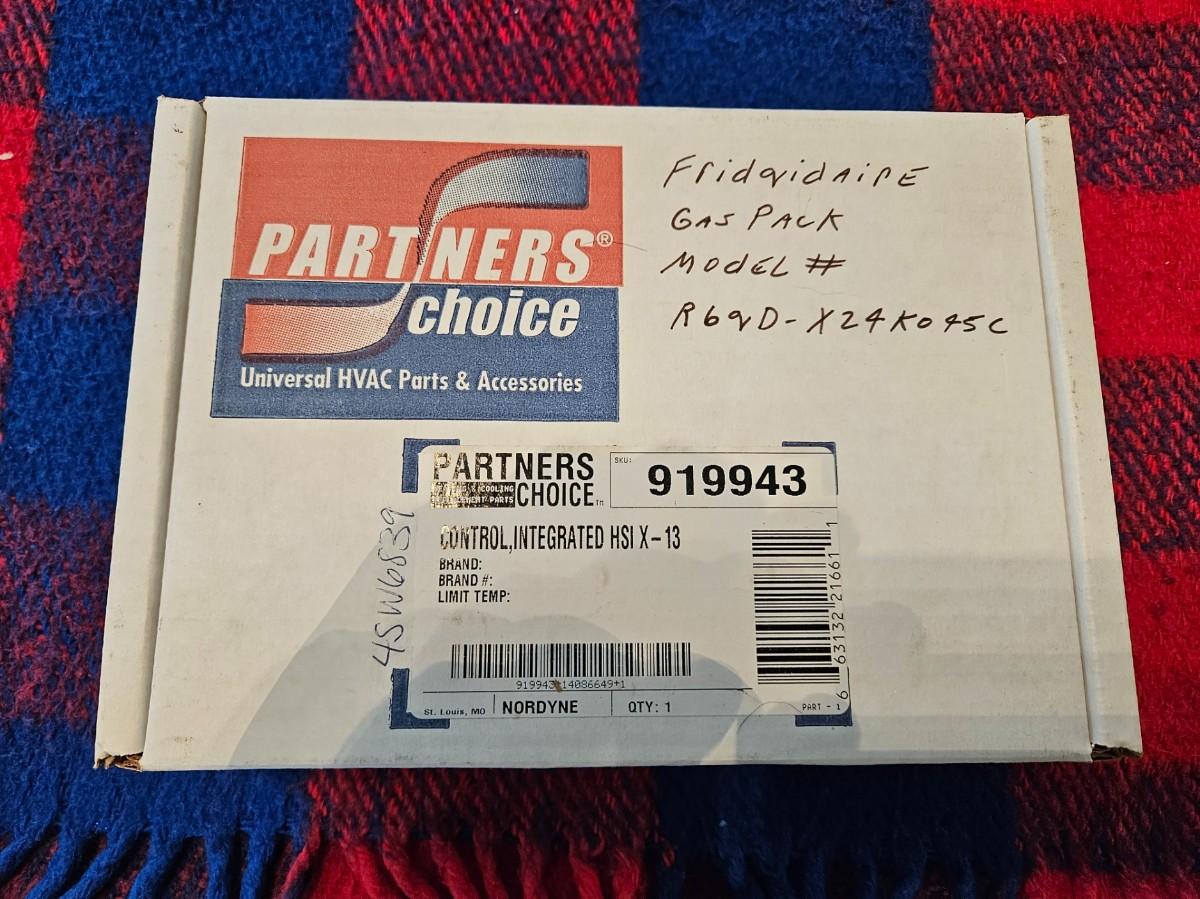 PARTNERS®
choice
Universal HVAC Parts & Accessories
Fridgidaire
GAS PACK
MODEL #
R6GD-X24K045C
PARTNERS
CHOICE™
SKU:
919943
CONTROL,INTEGRATED HSI X-13
BRAND:
BRAND #:
LIMIT TEMP:
45W6839
919943*14086649*1
6 63132 21661 1
St. Louis, MO
NORDYNE
QTY: 1
PART - 1